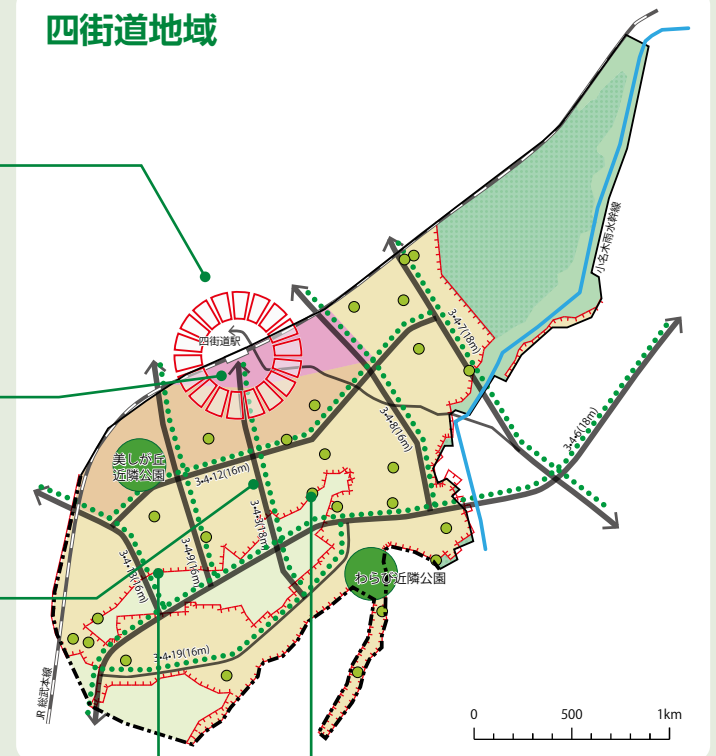 四街道地域
小名木雨水幹線
四街道駅
3•4•7(18m)
3•4•6(18m)
3•4•8(16m)
美しが丘
近隣公園
3•4•12(16m)
3•4•3(18m)
3•4•9(16m)
わらび近隣公園
3•4•19(16m)
JR 総武本線
0 500 1km